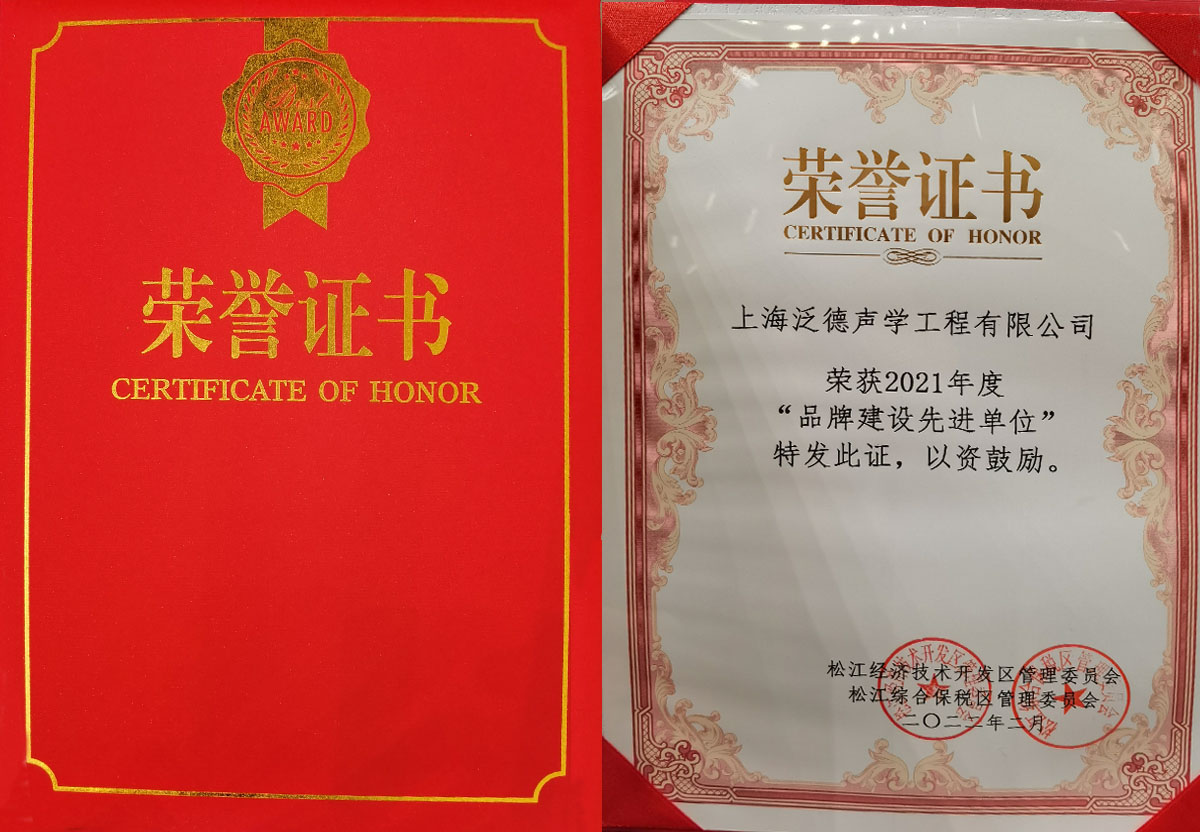 Best
AWARD
荣誉证书
CERTIFICATE OF HONOR
荣誉证书
CERTIFICATE OF HONOR
上海泛德声学工程有限公司
荣获2021年度
“品牌建设先进单位”
特发此证，以资鼓励。
松江经济技术开发区管理委员会
松江综合保税区管理委员会
二〇二二年二月